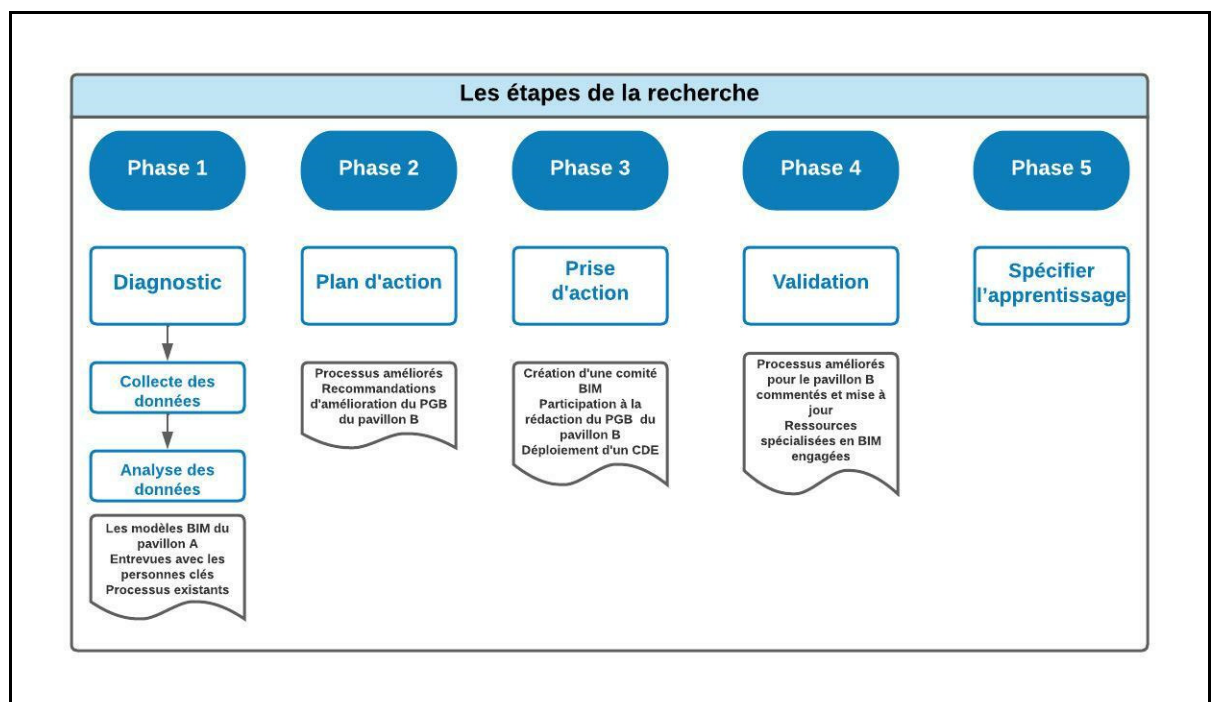 Les étapes de la recherche
Phase 1
Phase 2
Phase 3
Phase 4
Phase 5
Diagnostic
Plan d'action
Prise
d'action
Validation
Spécifier
l’apprentissage
Collecte des
données
Analyse des
données
Les modèles BIM du
pavillon A
Entrevues avec les
personnes clés
Processus existants
Processus améliorés
Recommandations
d'amélioration du PGB
du pavillon B
Création d'une comité
BIM
Participation à la
rédaction du PGB du
pavillon B
Déploiement d'un CDE
Processus améliorés
pour le pavillon B
commentés et mise à
jour
Ressources
spécialisées en BIM
engagées